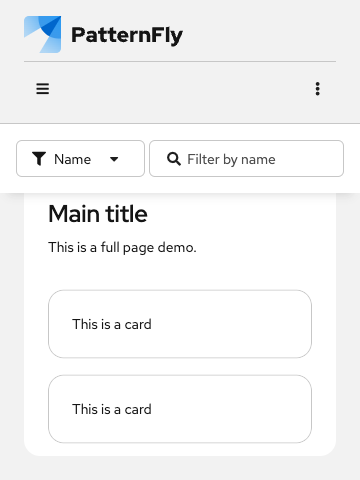 PatternFly
Name
Filter by name
Main title
This is a full page demo.
This is a card
This is a card